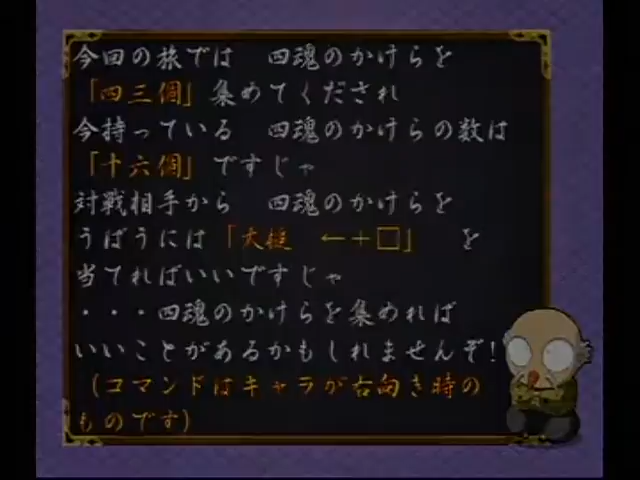 今回の旅では　四魂のかけらを
「四三個」集めてくだされ
今持っている　四魂のかけらの数は
「十六個」ですじゃ
対戦相手から　四魂のかけらを
うばうには「大槌　←＋□」　を
当てればいいですじゃ
・・・四魂のかけらを集めれば
いいことがあるかもしれませんぞ!
（コマンドはキャラが右向き時の
ものです）